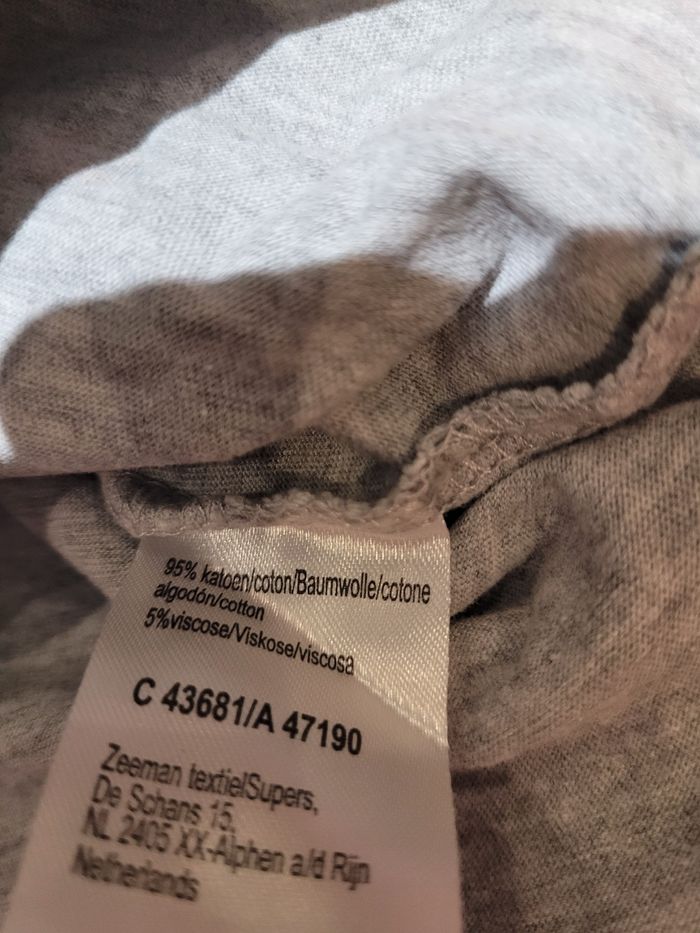 95% katoen/coton/Baumwolle/cotone
algodón/cotton
5%viscose/Viskose/viscosa
C 43681/A 47190
Zeeman textielSupers,
De Schans 15,
NL 2405 XX-Alphen a/d Rijn
Netherlands